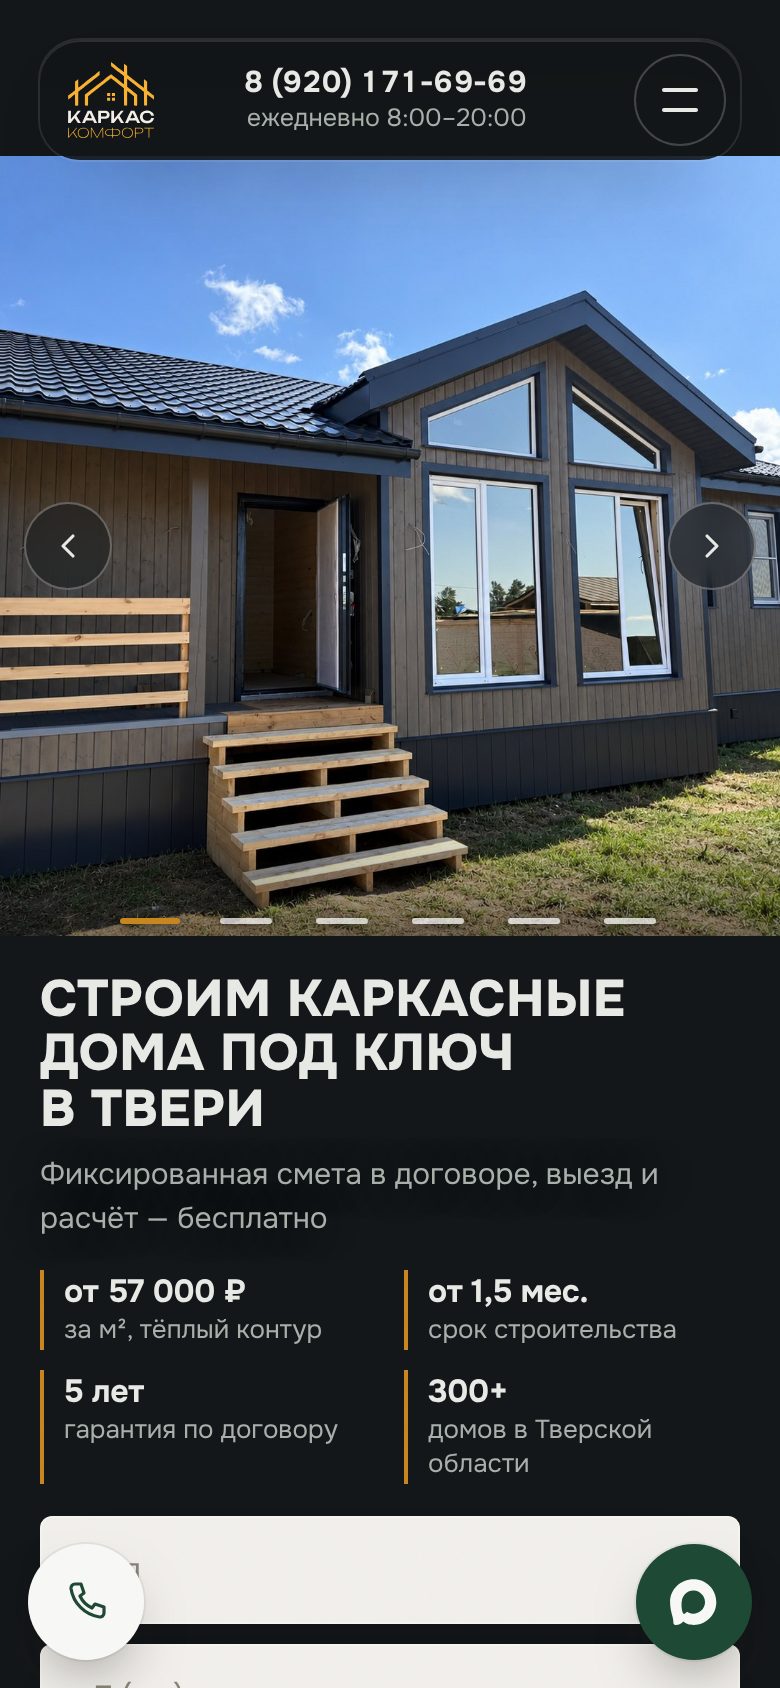 КАРКАС
КОМФОРТ
8 (920) 171-69-69
ежедневно 8:00–20:00
СТРОИМ КАРКАСНЫЕ
ДОМА ПОД КЛЮЧ
В ТВЕРИ
Фиксированная смета в договоре, выезд и
расчёт — бесплатно
от 57 000 ₽
за м², тёплый контур
от 1,5 мес.
срок строительства
5 лет
гарантия по договору
300+
домов в Тверской
области